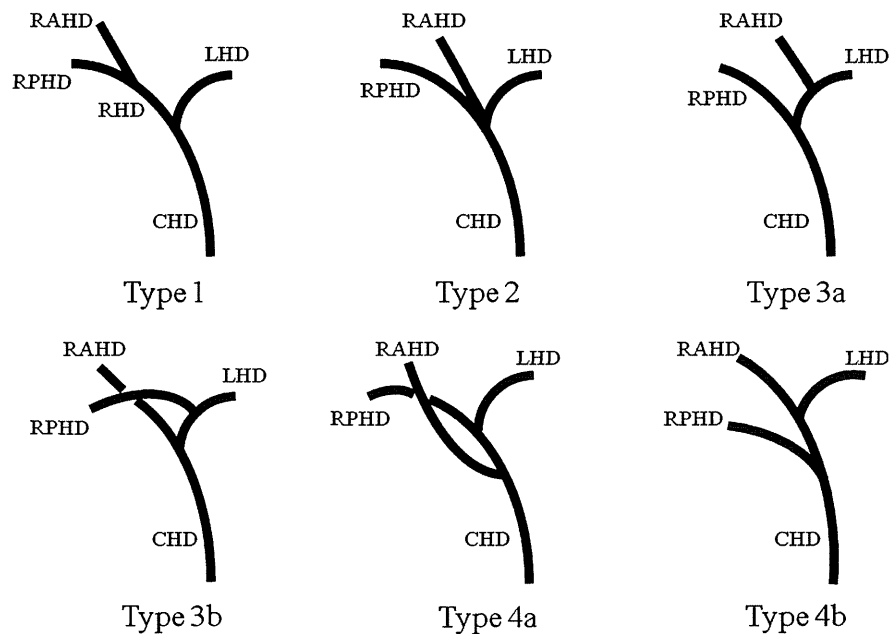 RAHD
LHD
RPHD
RHD
CHD
Type 1
RAHD
LHD
RPHD
CHD
Type 2
RAHD
LHD
RPHD
CHD
Type 3a
RAHD
LHD
RPHD
CHD
Type 3b
RAHD
LHD
RPHD
CHD
Type 4a
RAHD
LHD
RPHD
CHD
Type 4b